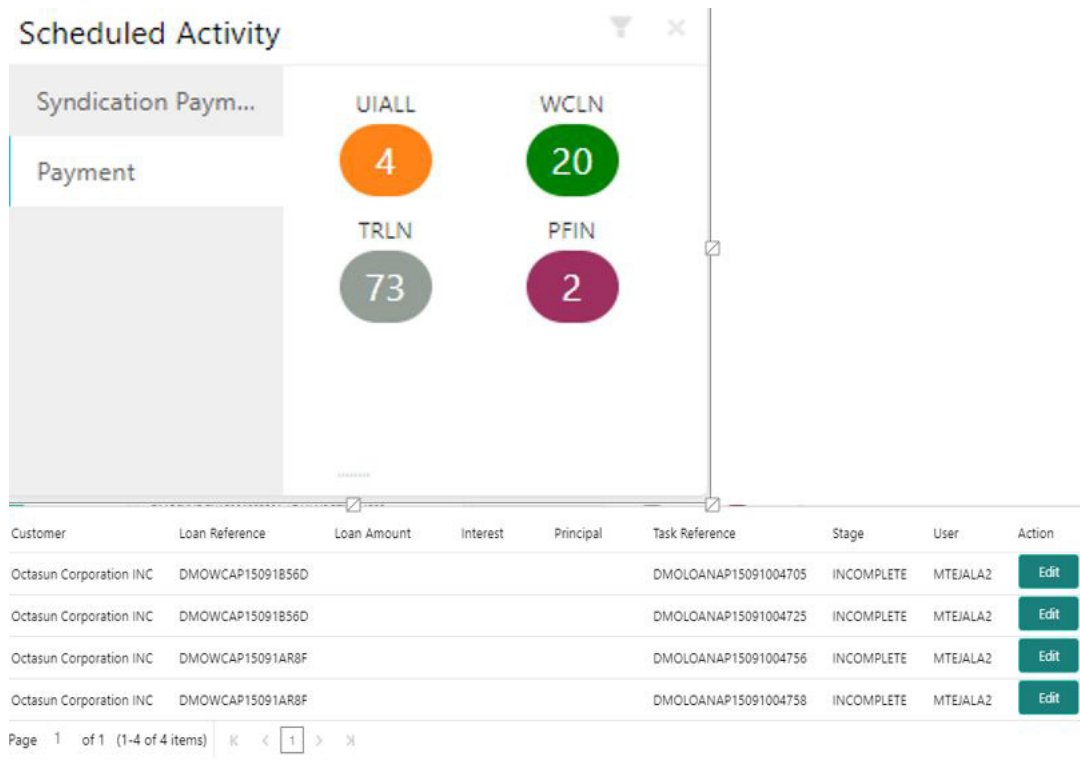 Scheduled Activity
Syndication Paym...
Payment
UIALL WCLN
4 20
TRLN PFIN
73 2
Customer Loan Reference Loan Amount Interest Principal Task Reference Stage User Action
Octasun Corporation INC DMOWCAP15091B56D DMOLOANAP15091004705 INCOMPLETE MTEJALA2 Edit
Octasun Corporation INC DMOWCAP15091B56D DMOLOANAP15091004725 INCOMPLETE MTEJALA2 Edit
Octasun Corporation INC DMOWCAP15091AR8F DMOLOANAP15091004756 INCOMPLETE MTEJALA2 Edit
Octasun Corporation INC DMOWCAP15091AR8F DMOLOANAP15091004758 INCOMPLETE MTEJALA2 Edit
Page 1 of 1 (1-4 of 4 items) K < 1 > Ж